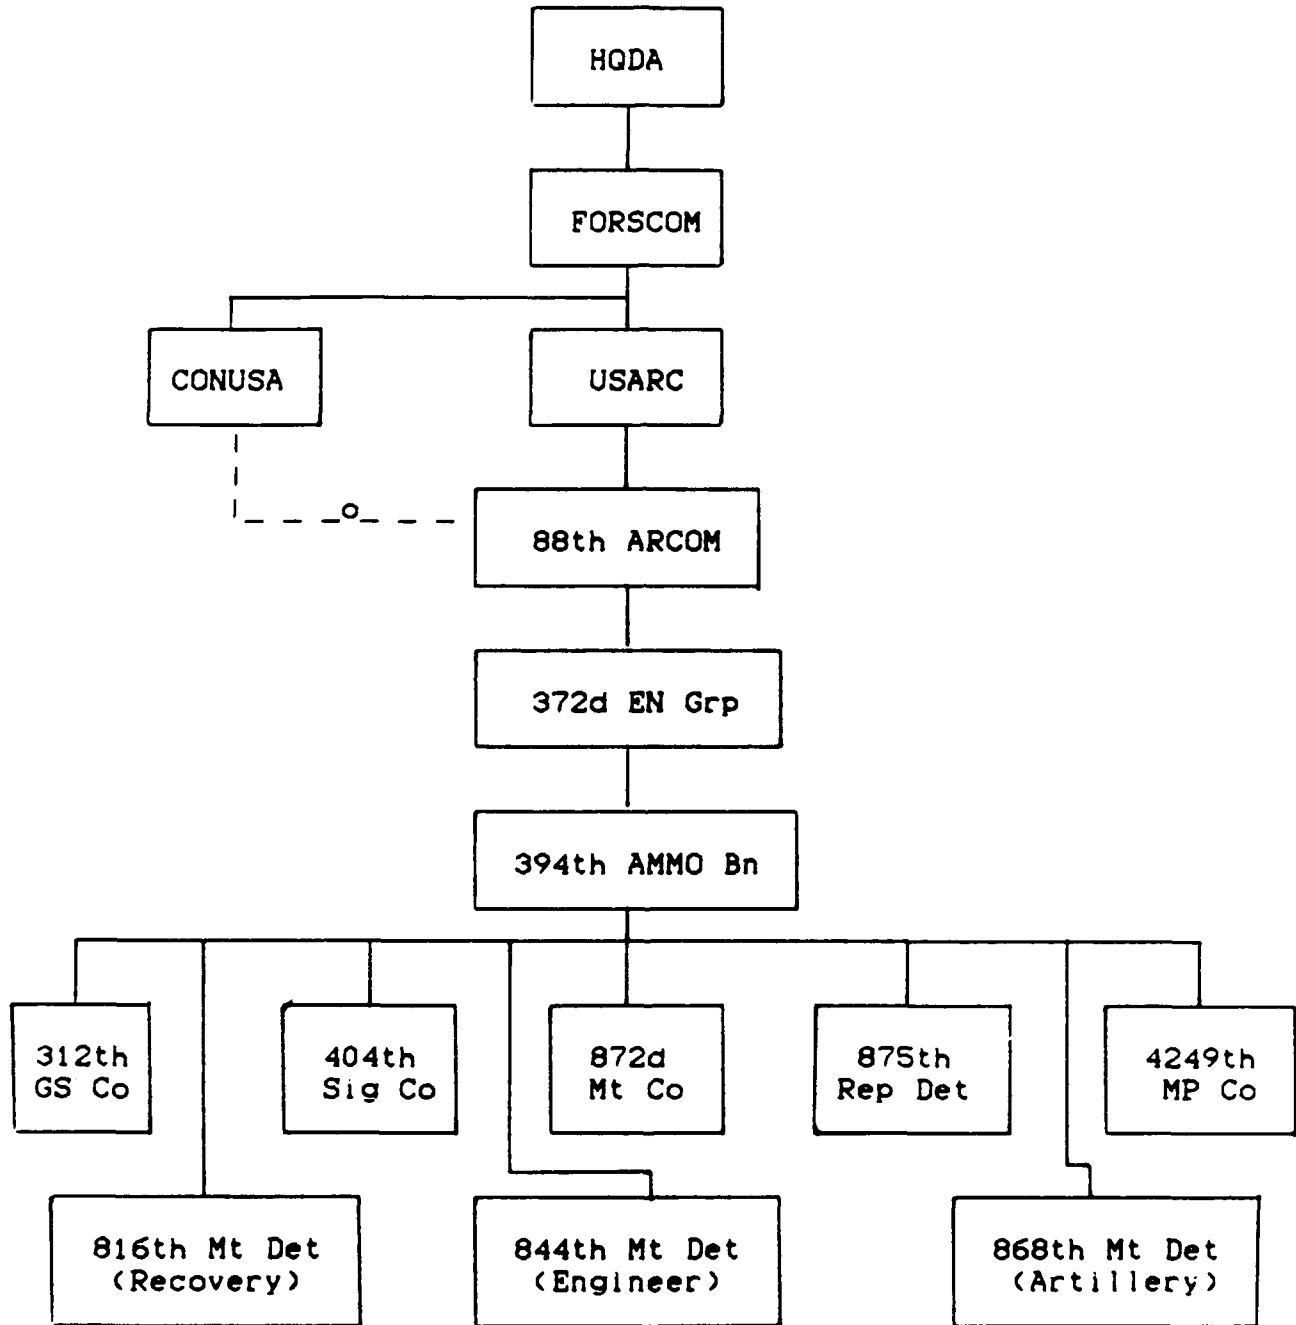 HQDA
FORSCOM
CONUSA
USARC
o
88th ARCOM
372d EN Grp
394th AMMO Bn
312th
GS Co
404th
Sig Co
872d
Mt Co
875th
Rep Det
4249th
MP Co
816th Mt Det
(Recovery)
844th Mt Det
(Engineer)
868th Mt Det
(Artillery)